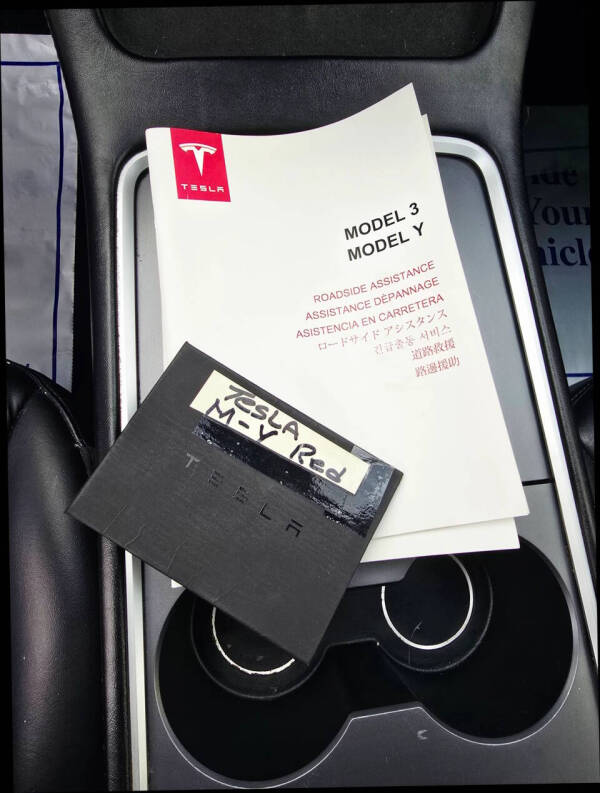 TESLA
MODEL 3
MODEL Y
ROADSIDE ASSISTANCE
ASSISTANCE DÉPANNAGE
ASISTENCIA EN CARRETERA
ロードサイド アシスタンス
긴급출동 서비스
道路救援
路邊援助
TESLA
M-Y Red
TESLA
Your